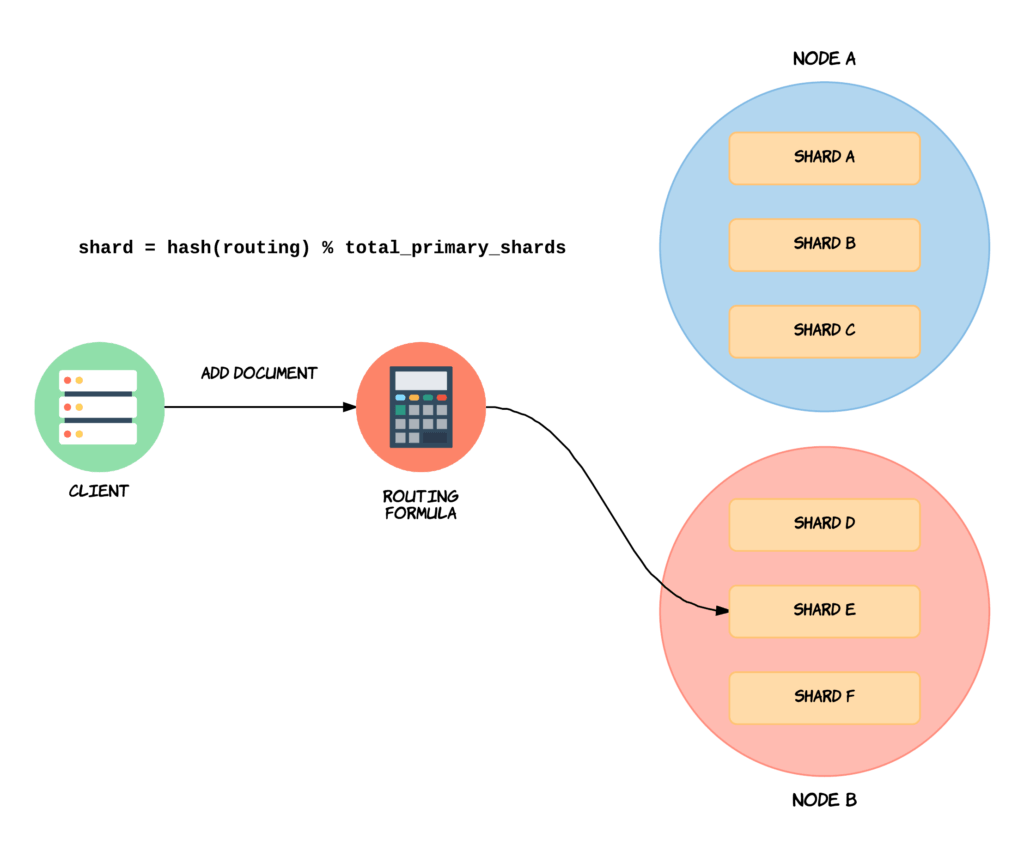 NODE A
SHARD A
SHARD B
shard = hash(routing) % total_primary_shards
SHARD C
ADD DOCUMENT
CLIENT
ROUTING
FORMULA
SHARD D
SHARD E
SHARD F
NODE B